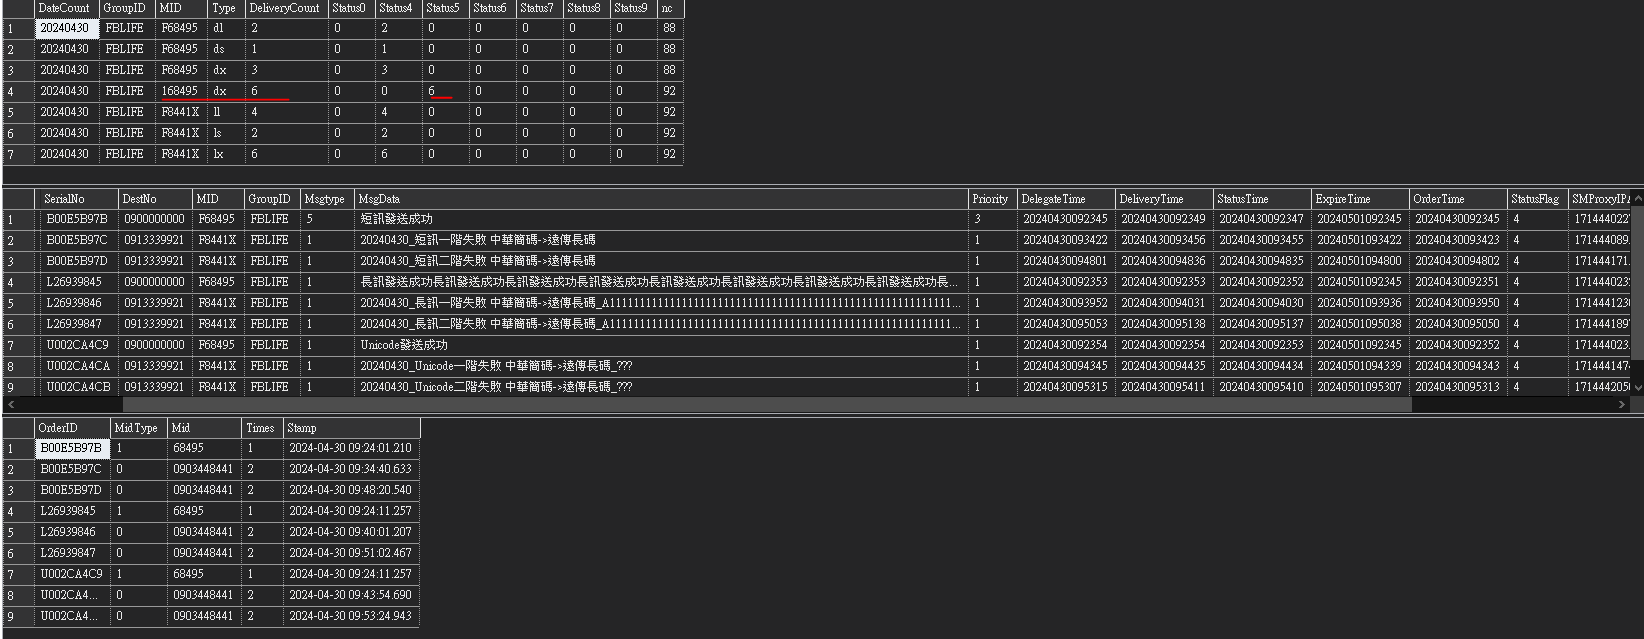 DateCount GroupID MID Type DeliveryCount Status0 Status4 Status5 Status6 Status7 Status8 Status9 nc
1 20240430 FBLIFE F68495 dl 2 0 2 0 0 0 0 0 88
2 20240430 FBLIFE F68495 ds 1 0 1 0 0 0 0 0 88
3 20240430 FBLIFE F68495 dx 3 0 3 0 0 0 0 0 88
4 20240430 FBLIFE 168495 dx 6 0 0 6 0 0 0 0 92
5 20240430 FBLIFE F8441X ll 4 0 4 0 0 0 0 0 92
6 20240430 FBLIFE F8441X ls 2 0 2 0 0 0 0 0 92
7 20240430 FBLIFE F8441X lx 6 0 6 0 0 0 0 0 92
SerialNo DestNo MID GroupID Msgtype MsgData Priority DelegateTime DeliveryTime StatusTime ExpireTime OrderTime StatusFlag SMProxyIPA
1 B00E5B97B 0900000000 F68495 FBLIFE 5 短訊發送成功 3 20240430092345 20240430092349 20240430092347 20240501092345 20240430092345 4 171444022
2 B00E5B97C 0913339921 F8441X FBLIFE 1 20240430_短訊一階失敗 中華簡碼->遠傳長碼 1 20240430093422 20240430093456 20240430093455 20240501093422 20240430093423 4 171444089.
3 B00E5B97D 0913339921 F8441X FBLIFE 1 20240430_短訊二階失敗 中華簡碼->遠傳長碼 1 20240430094801 20240430094836 20240430094835 20240501094800 20240430094802 4 171444171.
4 L26939845 0900000000 F68495 FBLIFE 1 長訊發送成功長訊發送成功長訊發送成功長訊發送成功長訊發送成功長訊發送成功長訊發送成功長訊發送成功長... 1 20240430092353 20240430092353 20240430092352 20240501092345 20240430092351 4 171444023
5 L26939846 0913339921 F8441X FBLIFE 1 20240430_長訊一階失敗 中華簡碼->遠傳長碼_A1111111111111111111111111111111111111111111111111111... 1 20240430093952 20240430094031 20240430094030 20240501093936 20240430093950 4 171444123
6 L26939847 0913339921 F8441X FBLIFE 1 20240430_長訊二階失敗 中華簡碼->遠傳長碼_A1111111111111111111111111111111111111111111111111111... 1 20240430095053 20240430095138 20240430095137 20240501095038 20240430095050 4 171444189
7 U002CA4C9 0900000000 F68495 FBLIFE 1 Unicode發送成功 1 20240430092354 20240430092354 20240430092353 20240501092345 20240430092352 4 171444023.
8 U002CA4CA 0913339921 F8441X FBLIFE 1 20240430_Unicode一階失敗 中華簡碼->遠傳長碼_??? 1 20240430094345 20240430094435 20240430094434 20240501094339 20240430094343 4 171444147
9 U002CA4CB 0913339921 F8441X FBLIFE 1 20240430_Unicode二階失敗 中華簡碼->遠傳長碼_??? 1 20240430095315 20240430095411 20240430095410 20240501095307 20240430095313 4 171444205
OrderID MidType Mid Times Stamp
1 B00E5B97B 1 68495 1 2024-04-30 09:24:01.210
2 B00E5B97C 0 0903448441 2 2024-04-30 09:34:40.633
3 B00E5B97D 0 0903448441 2 2024-04-30 09:48:20.540
4 L26939845 1 68495 1 2024-04-30 09:24:11.257
5 L26939846 0 0903448441 2 2024-04-30 09:40:01.207
6 L26939847 0 0903448441 2 2024-04-30 09:51:02.467
7 U002CA4C9 1 68495 1 2024-04-30 09:24:11.257
8 U002CA4... 0 0903448441 2 2024-04-30 09:43:54.690
9 U002CA4... 0 0903448441 2 2024-04-30 09:53:24.943